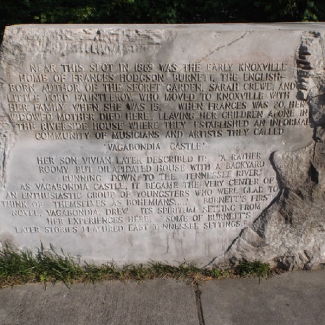 NEAR THIS SPOT IN 1865 WAS THE EARLY KNOXVILLE
HOME OF FRANCES HODGSON BURNETT, THE ENGLISH-
BORN AUTHOR OF THE SECRET GARDEN, SARAH CREWE, AND
LITTLE LORD FAUNTLEROY, WHO MOVED TO KNOXVILLE WITH
HER FAMILY WHEN SHE WAS 15. WHEN FRANCES WAS 20, HER
WIDOWED MOTHER DIED HERE, LEAVING HER CHILDREN ALONE IN
THE RIVERSIDE HOUSE WHERE THEY ESTABLISHED AN INFORMAL
COMMUNITY OF MUSICIANS AND ARTISTS THEY CALLED
"VAGABONDIA CASTLE"
HER SON VIVIAN LATER DESCRIBED IT: "A RATHER
ROOMY BUT DILAPIDATED HOUSE WITH A BACKYARD
RUNNING DOWN TO THE TENNESSEE RIVER.
AS VAGABONDIA CASTLE, IT BECAME THE VERY CENTER OF
AN ENTHUSIASTIC GROUP OF YOUNGSTERS WHO WERE GLAD TO
THINK OF THEMSELVES AS BOHEMIANS. BURNETT'S FIRST
NOVEL, VAGABONDIA, DREW ITS SPIRITUAL SETTING FROM
HER EXPERIENCES HERE. SOME OF BURNETT'S
LATER STORIES FEATURED EAST TENNESSEE SETTINGS.